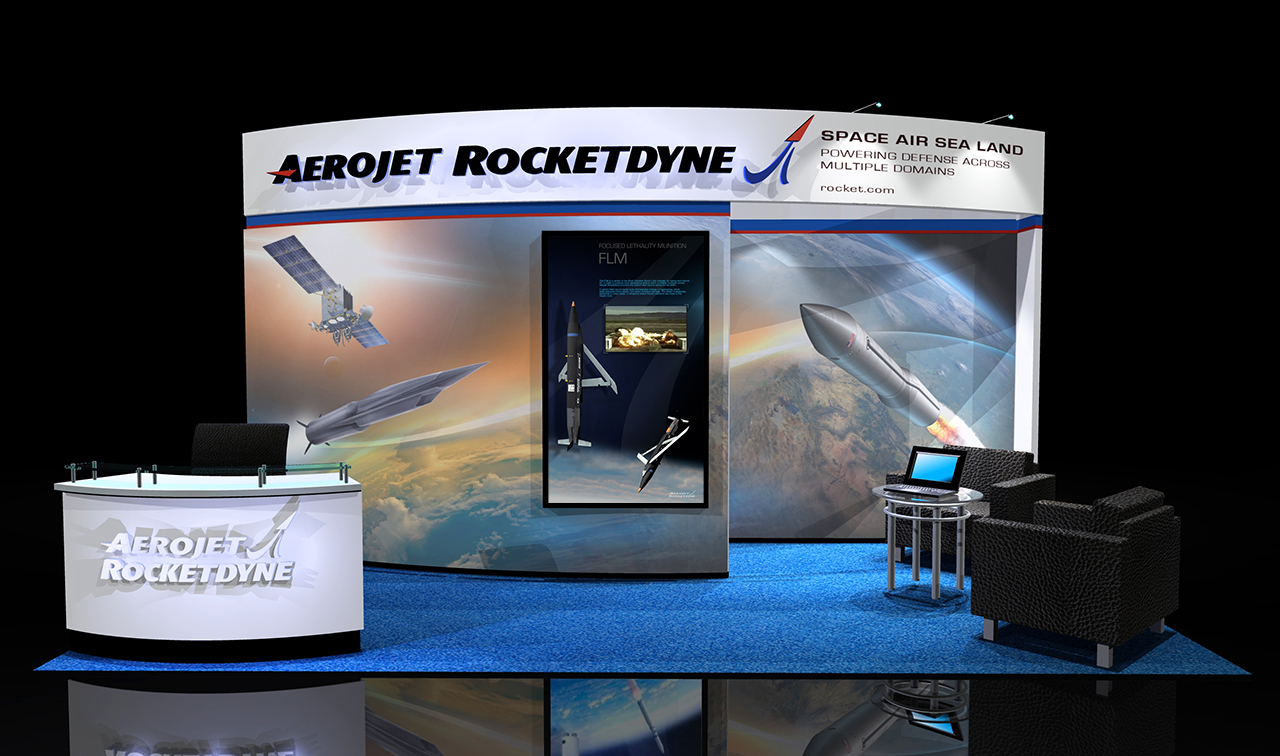 AEROJET ROCKETDYNE
SPACE AIR SEA LAND
POWERING DEFENSE ACROSS
MULTIPLE DOMAINS
rocket.com
FOCUSED LETHALITY MUNITION
FLM
AEROJET
ROCKETDYNE